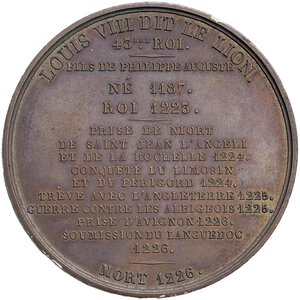 LOUIS VIII DIT LE LION.
43ME ROI.
FILS DE PHILIPPE AUGUSTE
NÉ 1187.
ROI 1223.
PRISE DE NIORT
DE SAINT JEAN D'ANGELI
ET DE LA ROCHELLE 1224.
CONQUÊTE DU LIMOSIN
ET DU PÉRIGORD 1224.
TRÈVE AVEC L'ANGLETERRE 1225.
GUERRE CONTRE LES ALBIGEOIS 1225.
PRISE D'AVIGNON 1226.
SOUMISSION DU LANGUEDOC
1226.
MORT 1226.